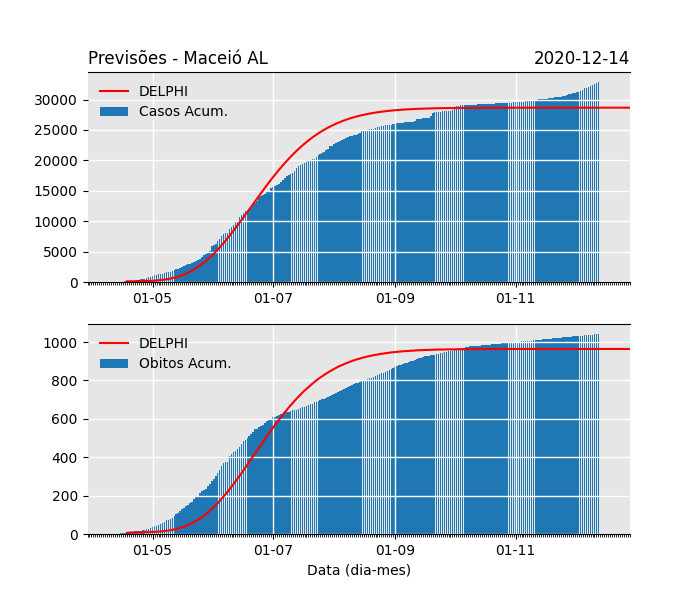 Previsões - Maceió AL 2020-12-14
DELPHI
Casos Acum.
30000
25000
20000
15000
10000
5000
0
01-05 01-07 01-09 01-11
DELPHI
Obitos Acum.
1000
800
600
400
200
0
01-05 01-07 01-09 01-11
Data (dia-mes)